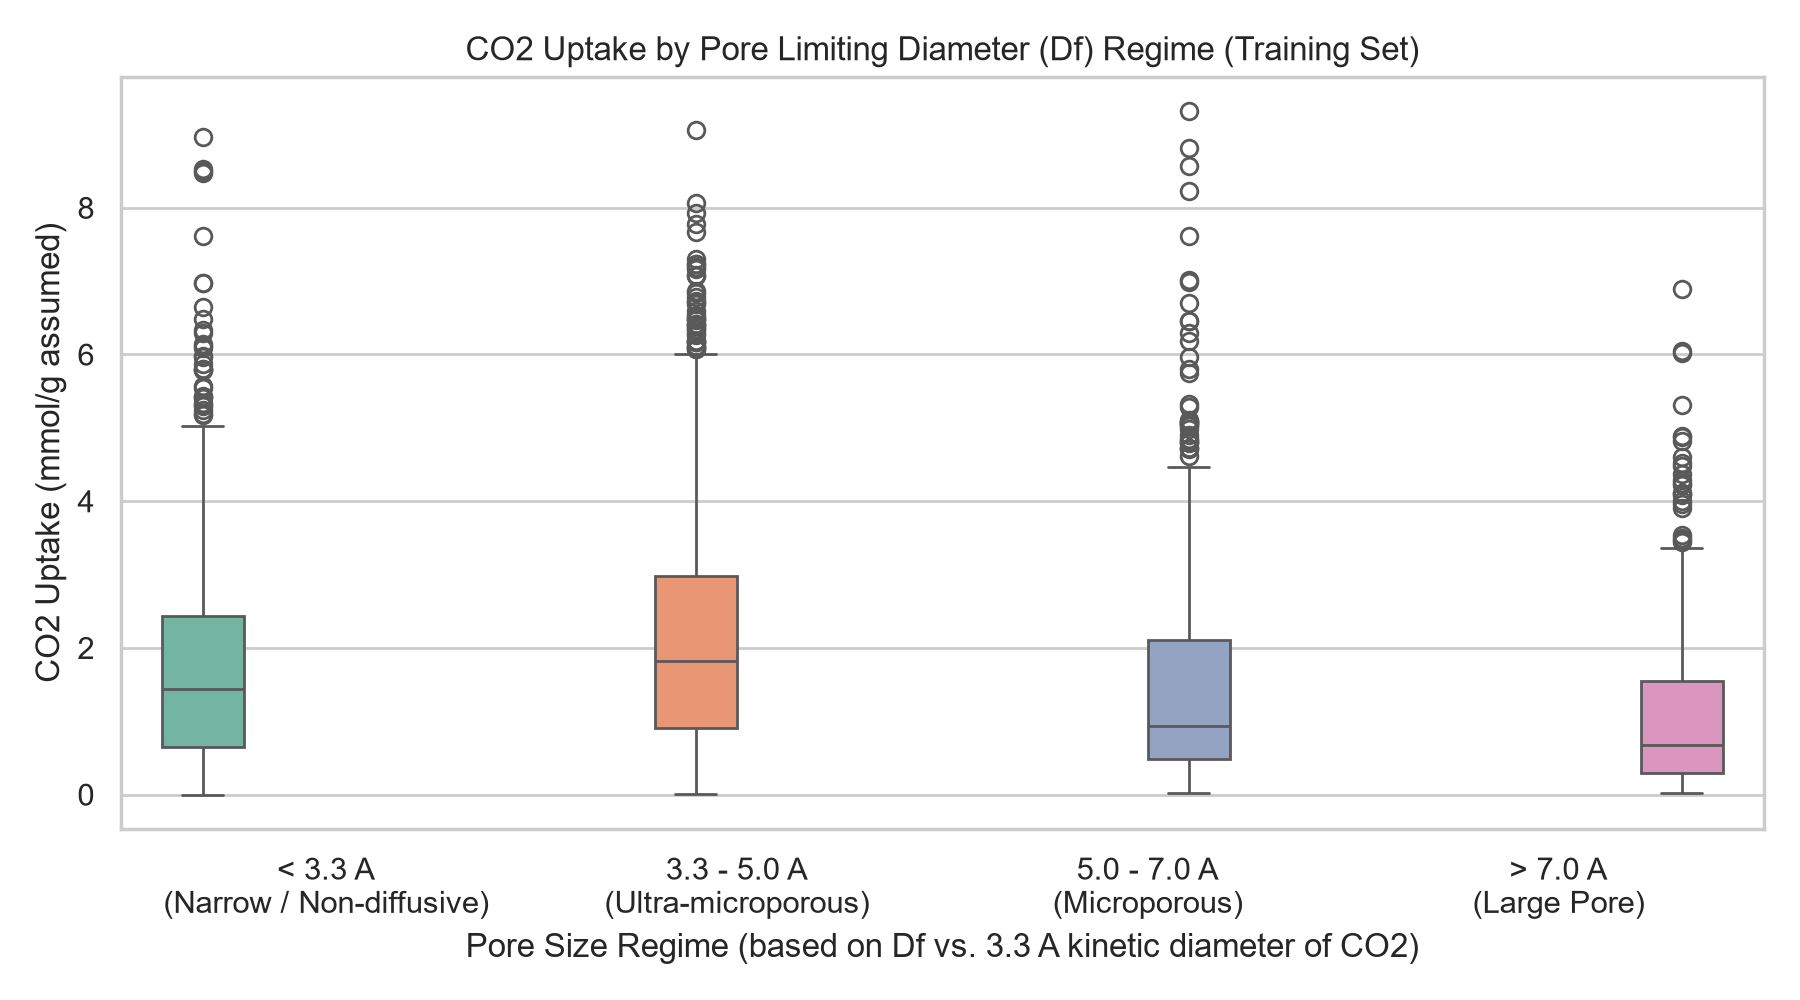 CO2 Uptake by Pore Limiting Diameter (Df) Regime (Training Set)
CO2 Uptake (mmol/g assumed)
8
6
4
2
0
< 3.3 A
(Narrow / Non-diffusive)
3.3 - 5.0 A
(Ultra-microporous)
5.0 - 7.0 A
(Microporous)
> 7.0 A
(Large Pore)
Pore Size Regime (based on Df vs. 3.3 A kinetic diameter of CO2)